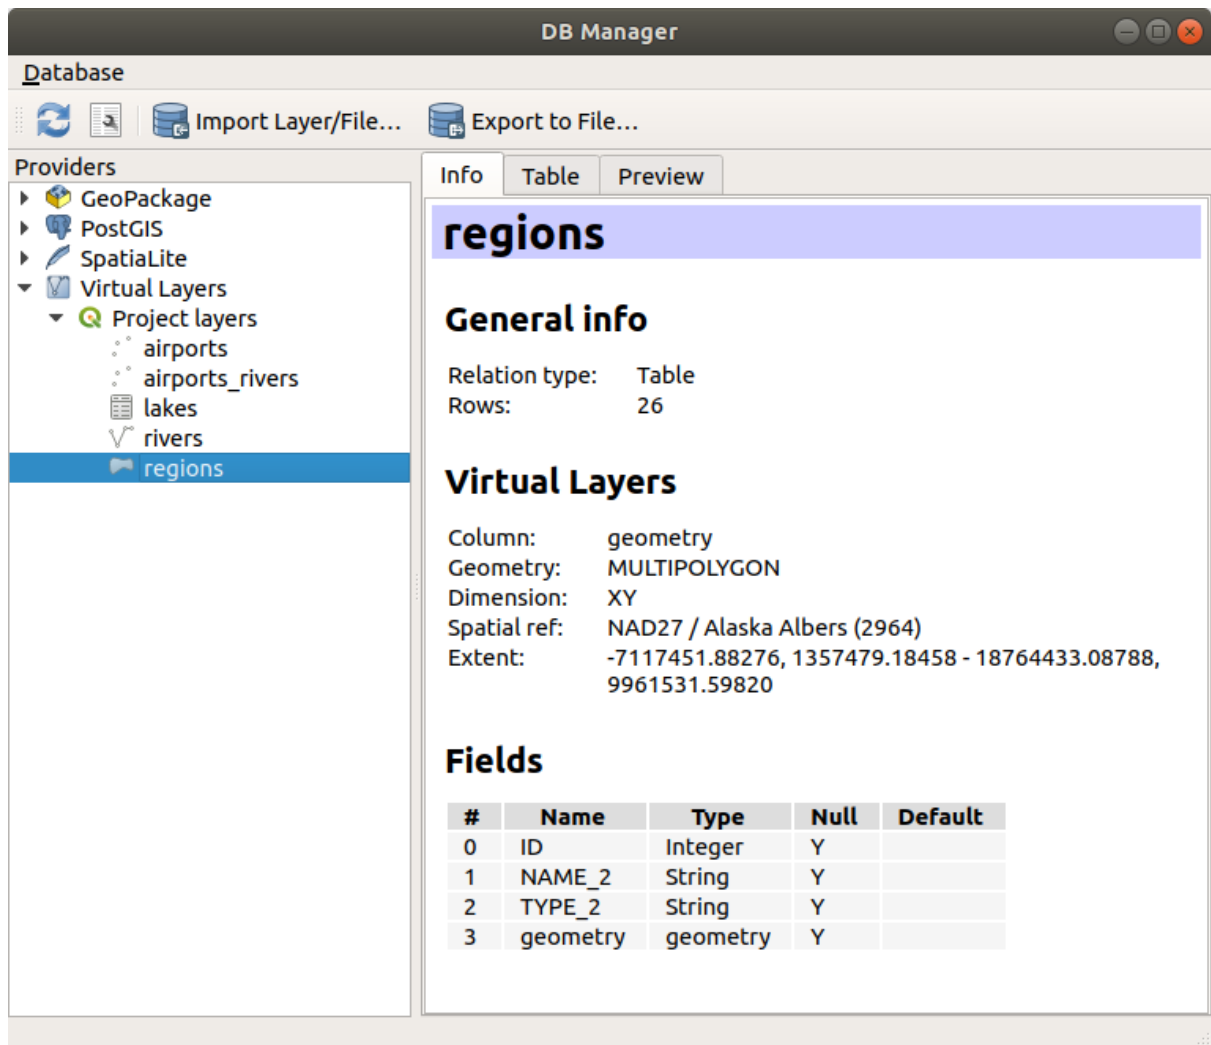 DB Manager
Database
Import Layer/File... Export to File...
Providers
GeoPackage
PostGIS
SpatiaLite
Virtual Layers
Project layers
airports
airports_rivers
lakes
rivers
regions
Info Table Preview
regions
General info
Relation type: Table
Rows: 26
Virtual Layers
Column: geometry
Geometry: MULTIPOLYGON
Dimension: XY
Spatial ref: NAD27 / Alaska Albers (2964)
Extent: -7117451.88276, 1357479.18458 - 18764433.08788,
9961531.59820
Fields
# Name Type Null Default
0 ID Integer Y
1 NAME_2 String Y
2 TYPE_2 String Y
3 geometry geometry Y